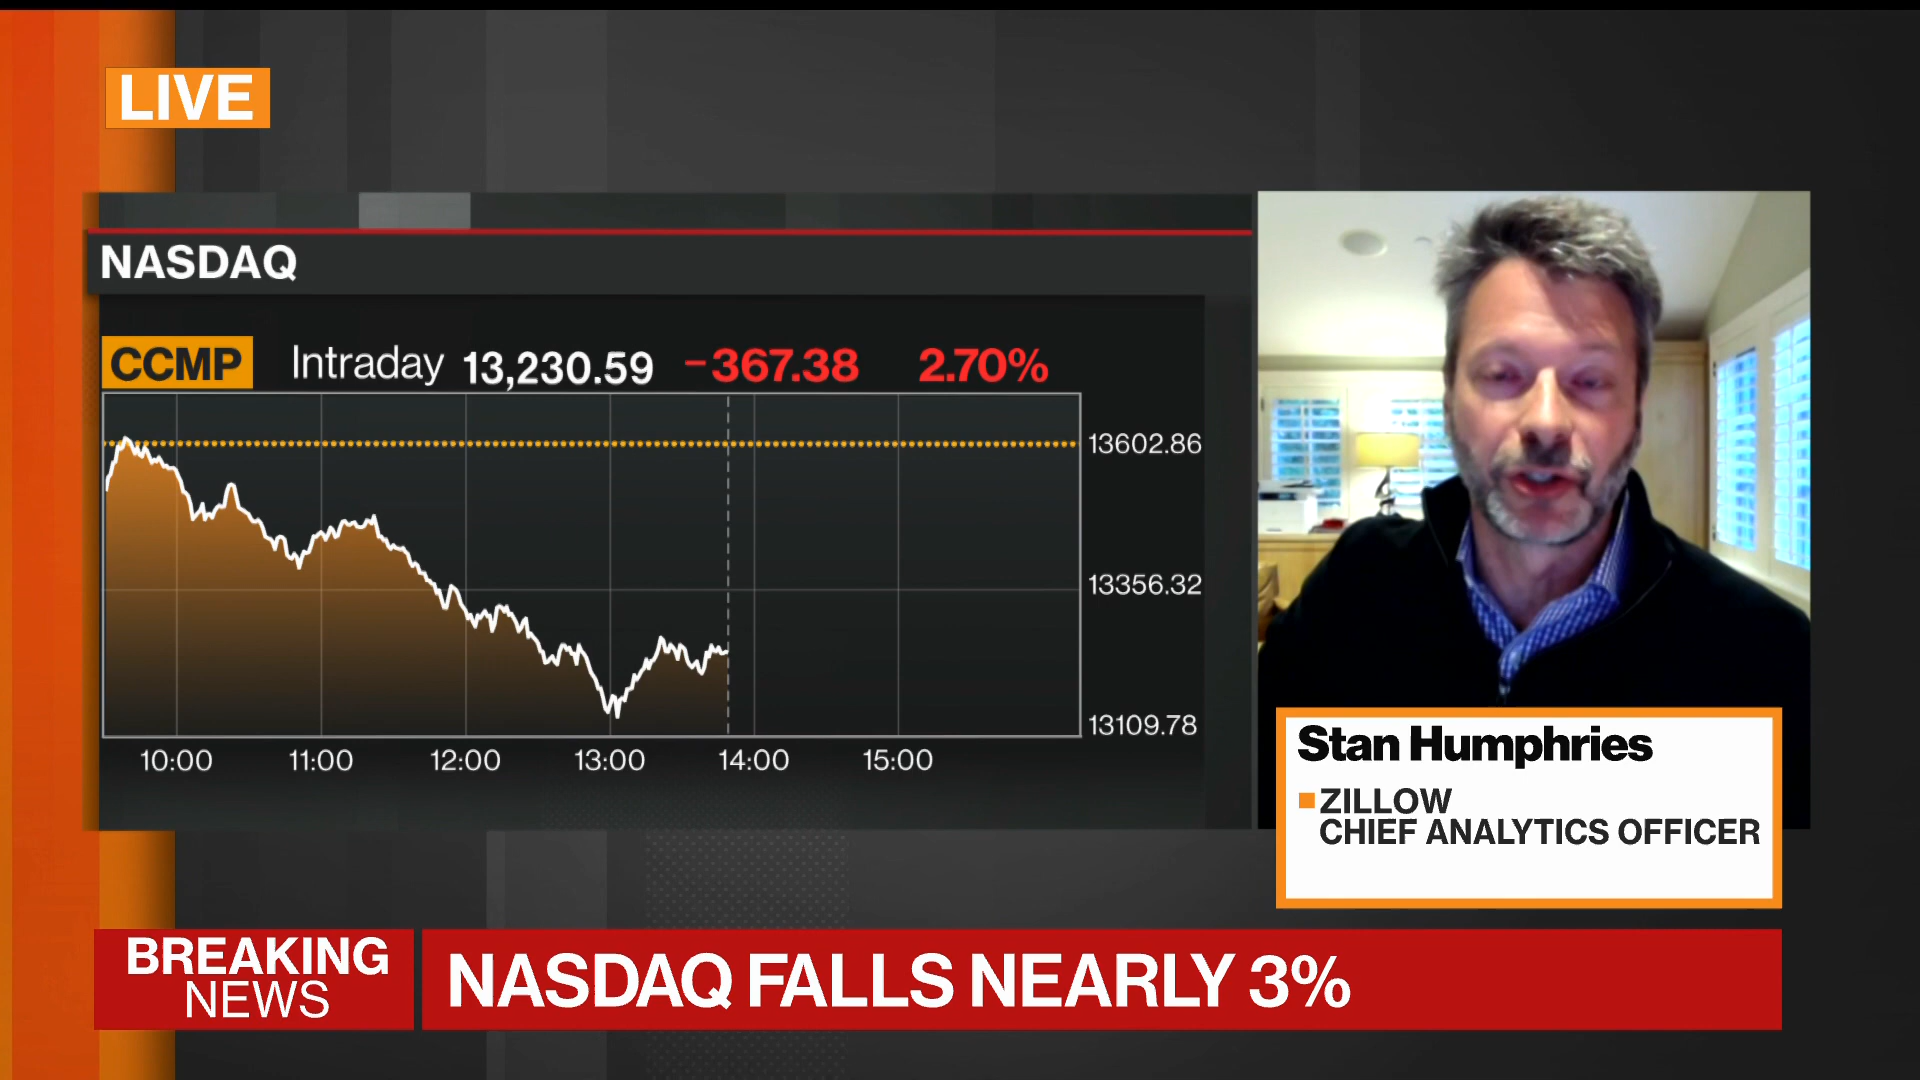 LIVE
NASDAQ
CCMP Intraday 13,230.59 -367.38 2.70%
13602.86
13356.32
13109.78
10:00 11:00 12:00 13:00 14:00 15:00
Stan Humphries
ZILLOW
CHIEF ANALYTICS OFFICER
BREAKING
NEWS
NASDAQ FALLS NEARLY 3%